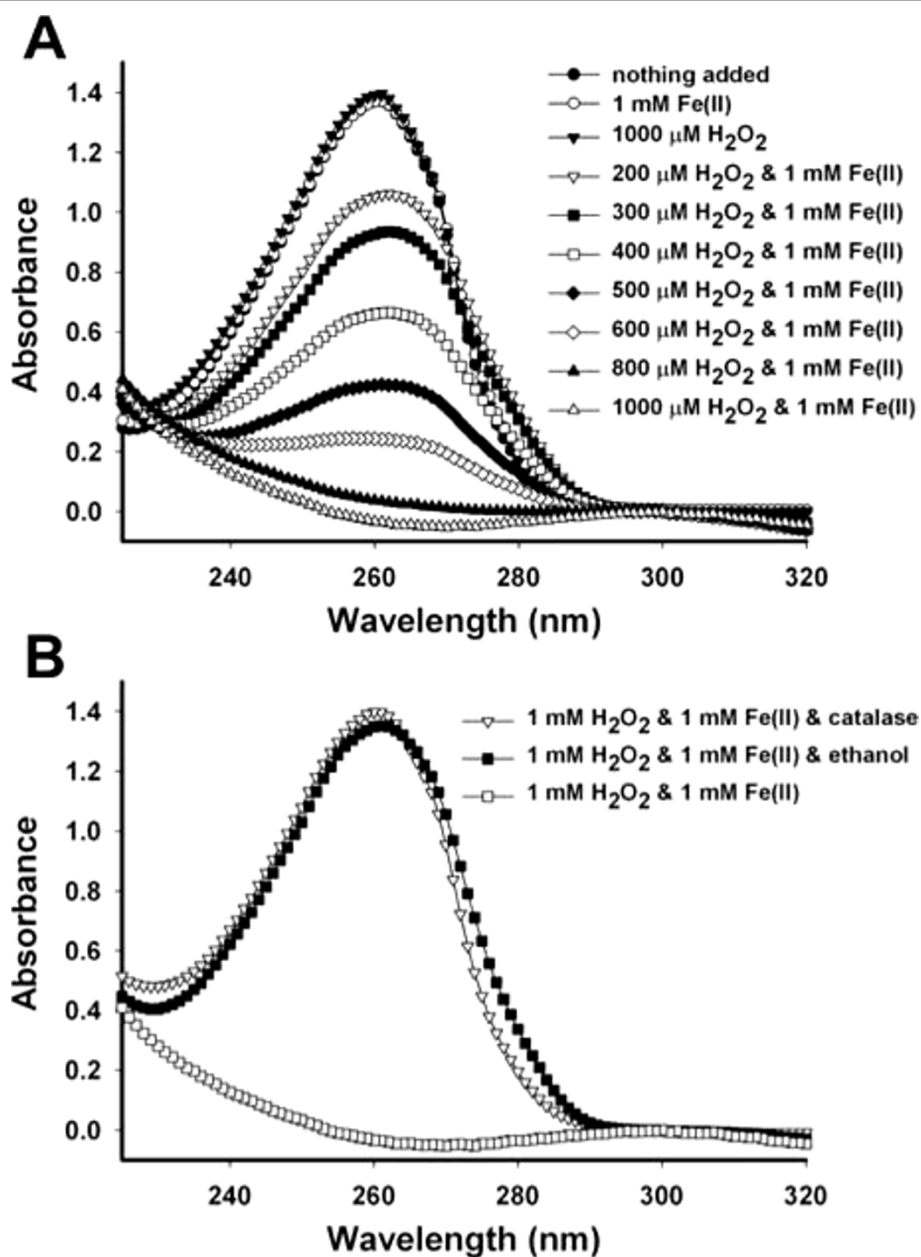 A
1.4
1.2
1.0
0.8
0.6
0.4
0.2
0.0
Absorbance
nothing added
1 mM Fe(II)
1000 μM H₂O₂
200 μM H₂O₂ & 1 mM Fe(II)
300 μM H₂O₂ & 1 mM Fe(II)
400 μM H₂O₂ & 1 mM Fe(II)
500 μM H₂O₂ & 1 mM Fe(II)
600 μM H₂O₂ & 1 mM Fe(II)
800 μM H₂O₂ & 1 mM Fe(II)
1000 μM H₂O₂ & 1 mM Fe(II)
240 260 280 300 320
Wavelength (nm)
B
1.4
1.2
1.0
0.8
0.6
0.4
0.2
0.0
Absorbance
1 mM H₂O₂ & 1 mM Fe(II) & catalase
1 mM H₂O₂ & 1 mM Fe(II) & ethanol
1 mM H₂O₂ & 1 mM Fe(II)
240 260 280 300 320
Wavelength (nm)